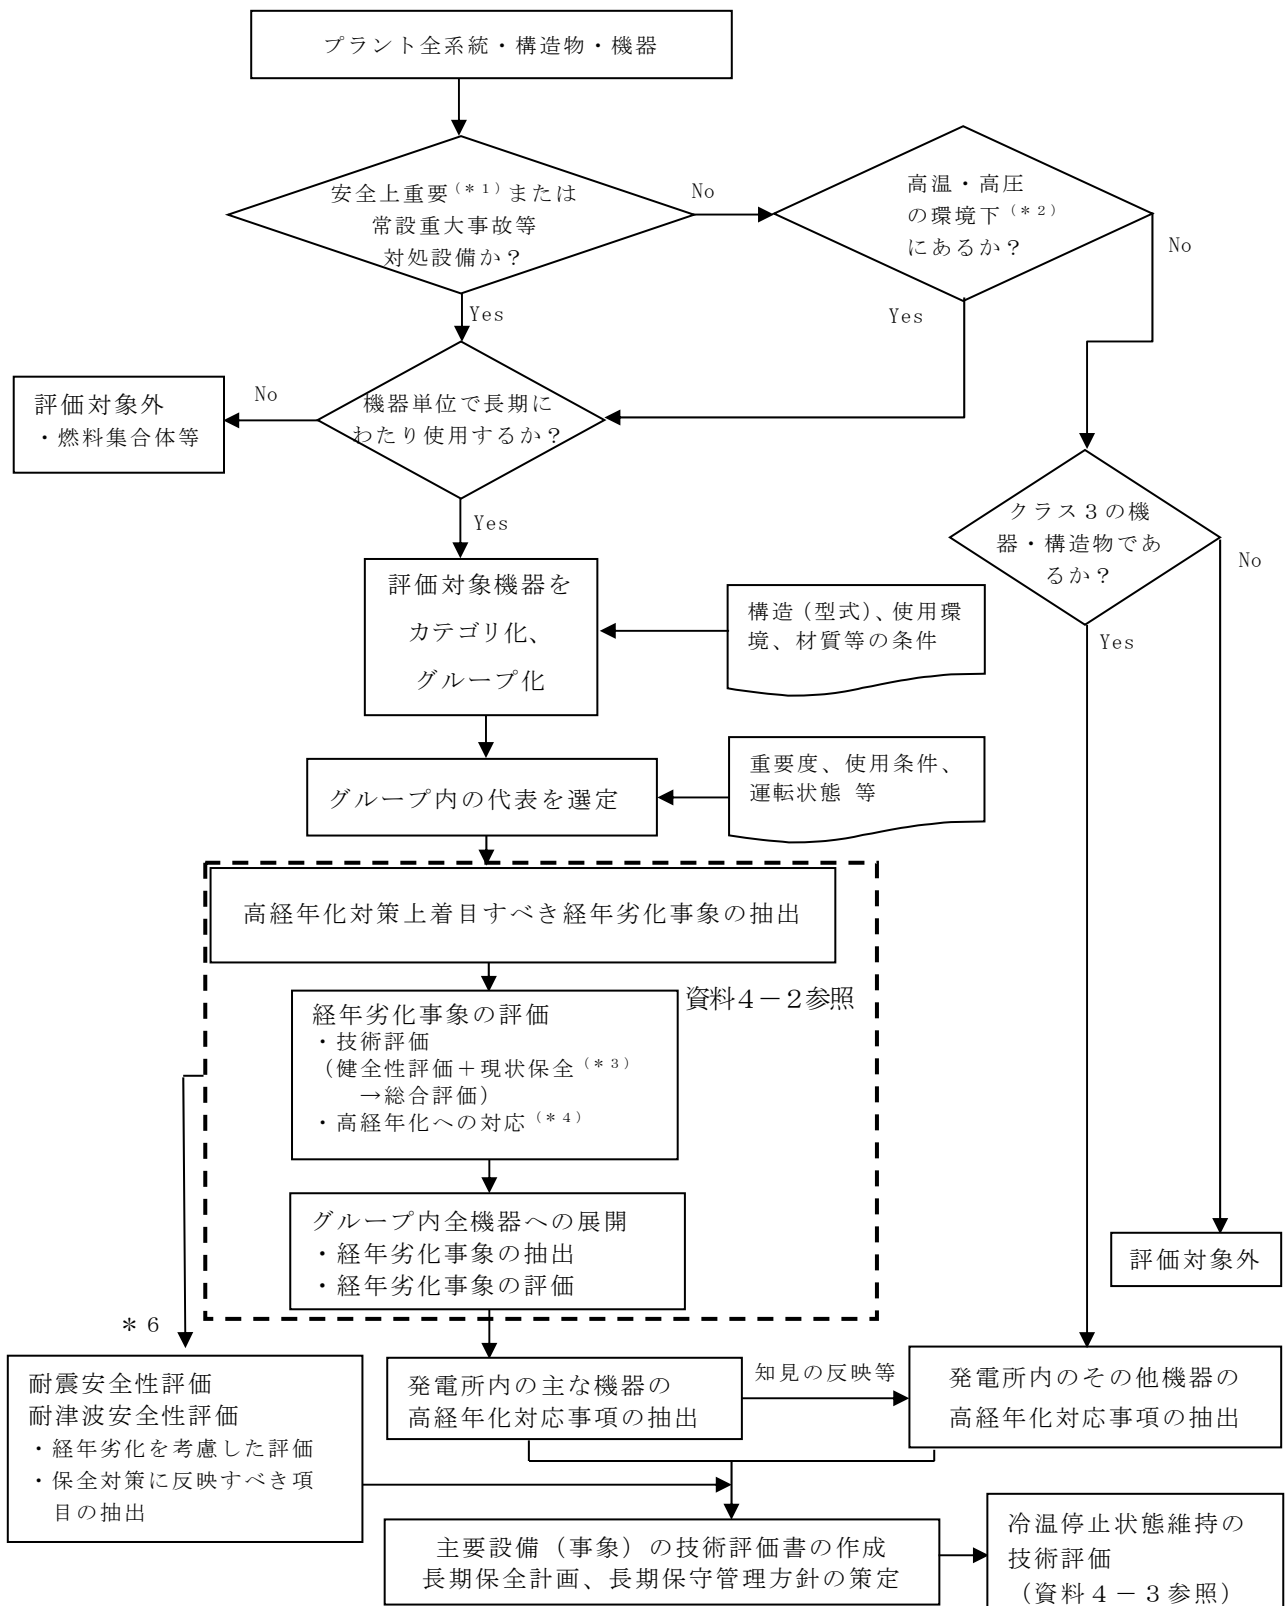 プラント全系統・構造物・機器
安全上重要(*1)または
常設重大事故等
対処設備か?
No
高温・高圧
の環境下(*2)
にあるか?
No
Yes
Yes
機器単位で長期に
わたり使用するか?
No
評価対象外
・燃料集合体等
Yes
クラス3の機
器・構造物であ
るか?
No
Yes
評価対象機器を
カテゴリ化、
グループ化
構造(型式)、使用環
境、材質等の条件
グループ内の代表を選定
重要度、使用条件、
運転状態 等
高経年化対策上着目すべき経年劣化事象の抽出
資料4-2参照
経年劣化事象の評価
・技術評価
(健全性評価+現状保全(*3)
→総合評価)
・高経年化への対応(*4)
グループ内全機器への展開
・経年劣化事象の抽出
・経年劣化事象の評価
評価対象外
*6
耐震安全性評価
耐津波安全性評価
・経年劣化を考慮した評価
・保全対策に反映すべき項
目の抽出
発電所内の主な機器の
高経年化対応事項の抽出
知見の反映等
発電所内のその他機器の
高経年化対応事項の抽出
主要設備(事象)の技術評価書の作成
長期保全計画、長期保守管理方針の策定
冷温停止状態維持の
技術評価
(資料4-3参照)